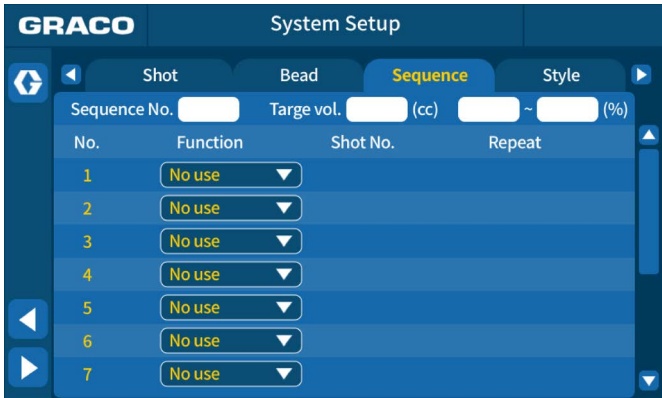 GRACO System Setup
Shot Bead Sequence Style
Sequence No. Targe vol. (cc) ~ (%)
No. Function Shot No. Repeat
1 No use
2 No use
3 No use
4 No use
5 No use
6 No use
7 No use